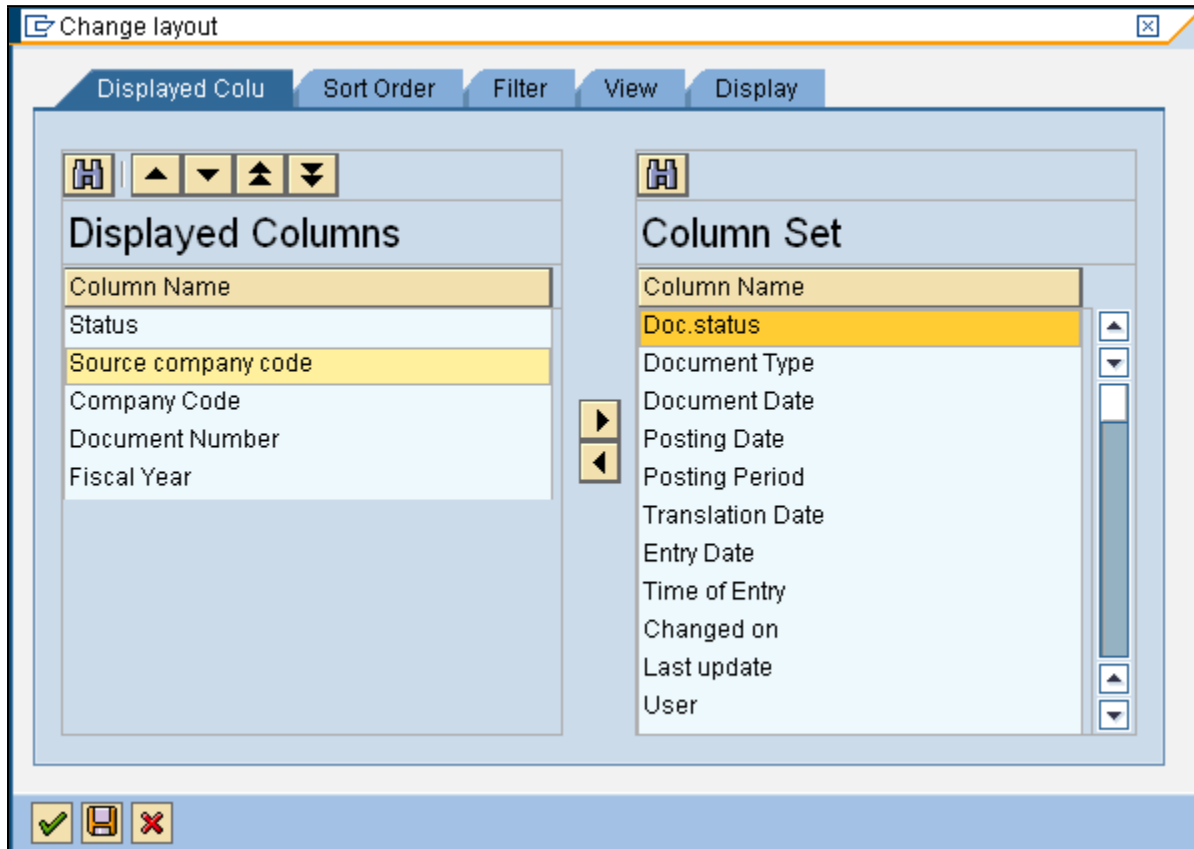 Change layout
Displayed Colu
Sort Order
Filter
View
Display
Displayed Columns
Column Name
Status
Source company code
Company Code
Document Number
Fiscal Year
Column Set
Column Name
Doc.status
Document Type
Document Date
Posting Date
Posting Period
Translation Date
Entry Date
Time of Entry
Changed on
Last update
User